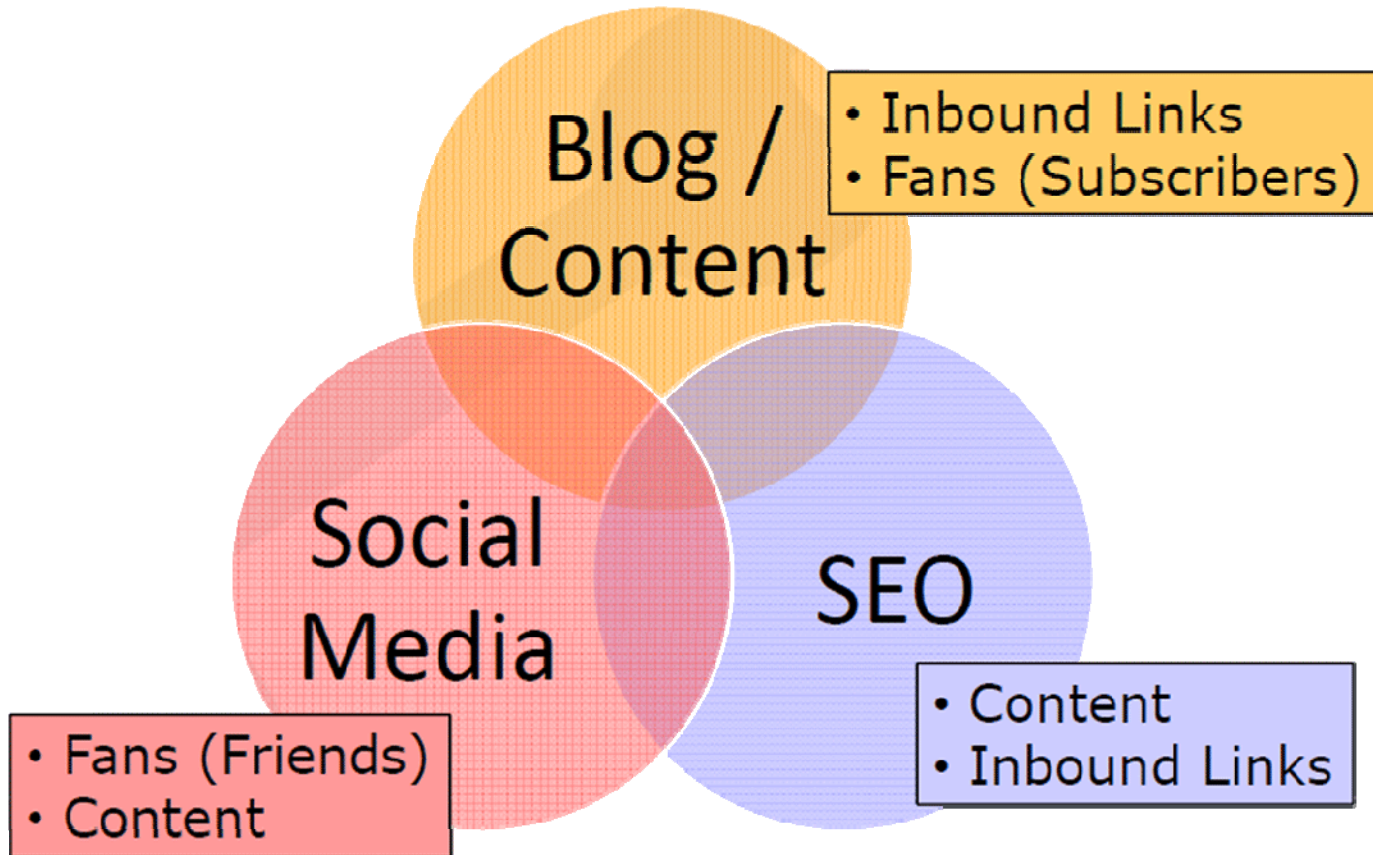 Blog /
Content
• Inbound Links
• Fans (Subscribers)
Social
Media
• Fans (Friends)
• Content
SEO
• Content
• Inbound Links